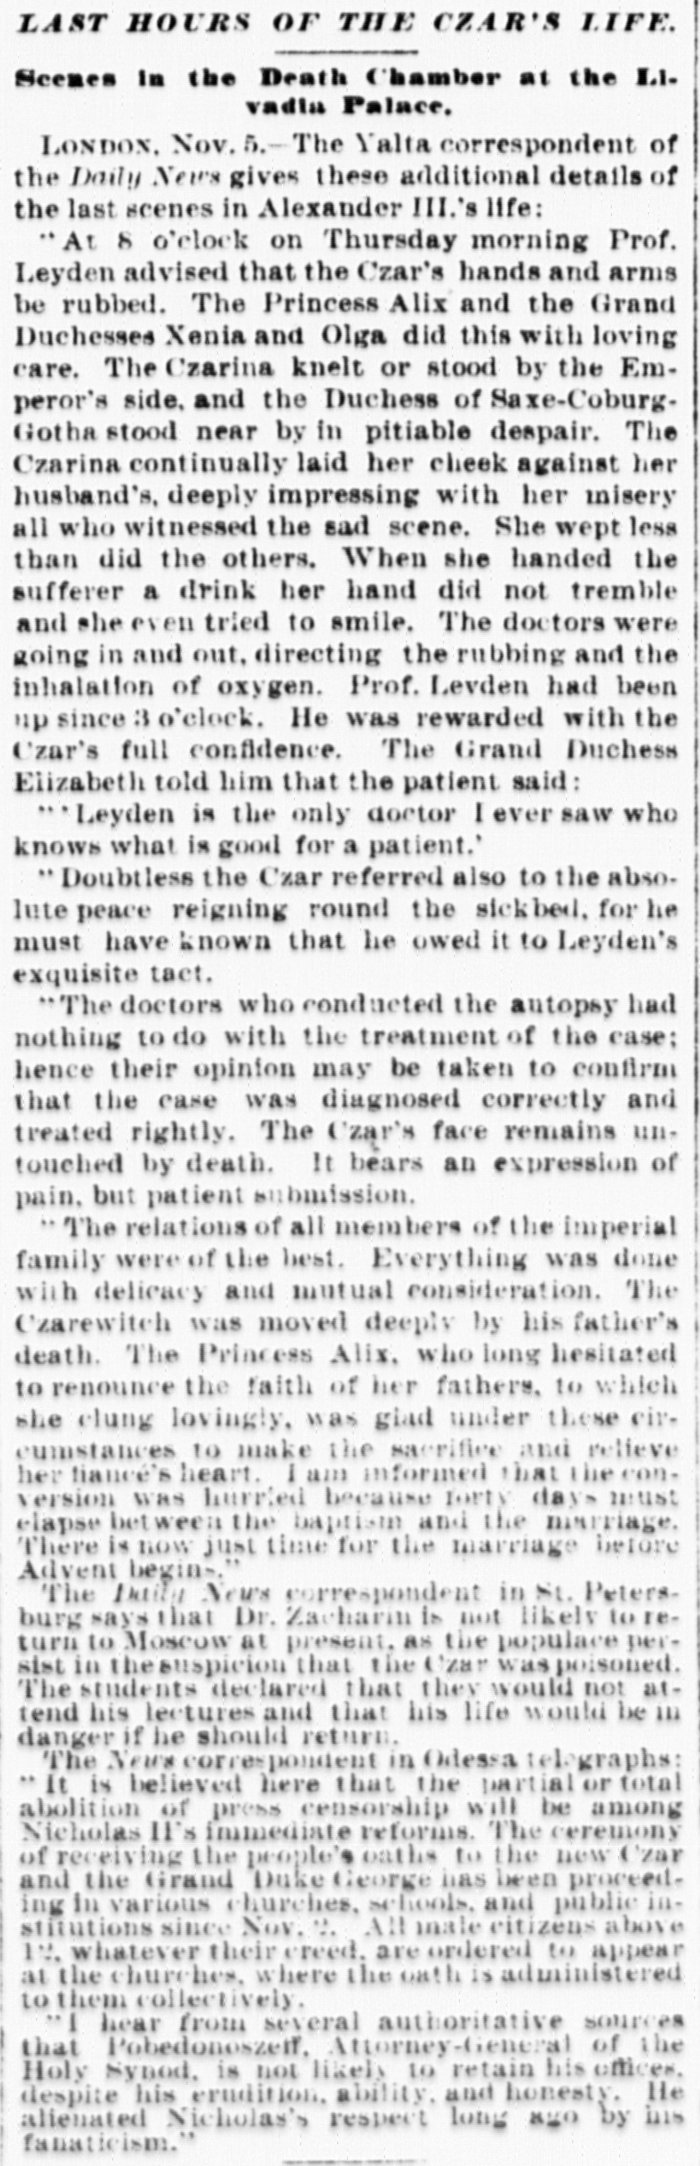 LAST HOURS OF THE CZAR'S LIFE.
Scenes in the Death Chamber at the Li-
vadia Palace.
LONDON, Nov. 5.—The Yalta correspondent of
the Daily News gives these additional details of
the last scenes in Alexander III.'s life:
"At 8 o'clock on Thursday morning Prof.
Leyden advised that the Czar's hands and arms
be rubbed. The Princess Alix and the Grand
Duchesses Xenia and Olga did this with loving
care. The Czarina knelt or stood by the Em-
peror's side, and the Duchess of Saxe-Coburg-
Gotha stood near by in pitiable despair. The
Czarina continually laid her cheek against her
husband's, deeply impressing with her misery
all who witnessed the sad scene. She wept less
than did the others. When she handed the
sufferer a drink her hand did not tremble
and she even tried to smile. The doctors were
going in and out, directing the rubbing and the
inhalation of oxygen. Prof. Leyden had been
up since 3 o'clock. He was rewarded with the
Czar's full confidence. The Grand Duchess
Elizabeth told him that the patient said:
"'Leyden is the only doctor I ever saw who
knows what is good for a patient.'
"Doubtless the Czar referred also to the abso-
lute peace reigning round the sickbed, for he
must have known that he owed it to Leyden's
exquisite tact.
"The doctors who conducted the autopsy had
nothing to do with the treatment of the case;
hence their opinion may be taken to confirm
that the case was diagnosed correctly and
treated rightly. The Czar's face remains un-
touched by death. It bears an expression of
pain, but patient submission.
"The relations of all members of the imperial
family were of the best. Everything was done
with delicacy and mutual consideration. The
Czarewitch was moved deeply by his father's
death. The Princess Alix, who long hesitated
to renounce the faith of her fathers, to which
she clung lovingly, was glad under these cir-
cumstances to make the sacrifice and relieve
her fiancé's heart. I am informed that the con-
version was hurried because forty days must
elapse between the baptism and the marriage.
There is now just time for the marriage before
Advent begins."
The Daily News correspondent in St. Peters-
burg says that Dr. Zacharin is not likely to re-
turn to Moscow at present, as the populace per-
sist in the suspicion that the Czar was poisoned.
The students declared that they would not at-
tend his lectures and that his life would be in
danger if he should return.
The News correspondent in Odessa telegraphs:
"It is believed here that the partial or total
abolition of press censorship will be among
Nicholas II's immediate reforms. The ceremony
of receiving the people's oaths to the new Czar
and the Grand Duke George has been proceed-
ing in various churches, schools, and public in-
stitutions since Nov. 2. All male citizens above
12, whatever their creed, are ordered to appear
at the churches, where the oath is administered
to them collectively.
"I hear from several authoritative sources
that Pobedonoszeff, Attorney-General of the
Holy Synod, is not likely to retain his offices,
despite his erudition, ability, and honesty. He
alienated Nicholas's respect long ago by his
fanaticism."